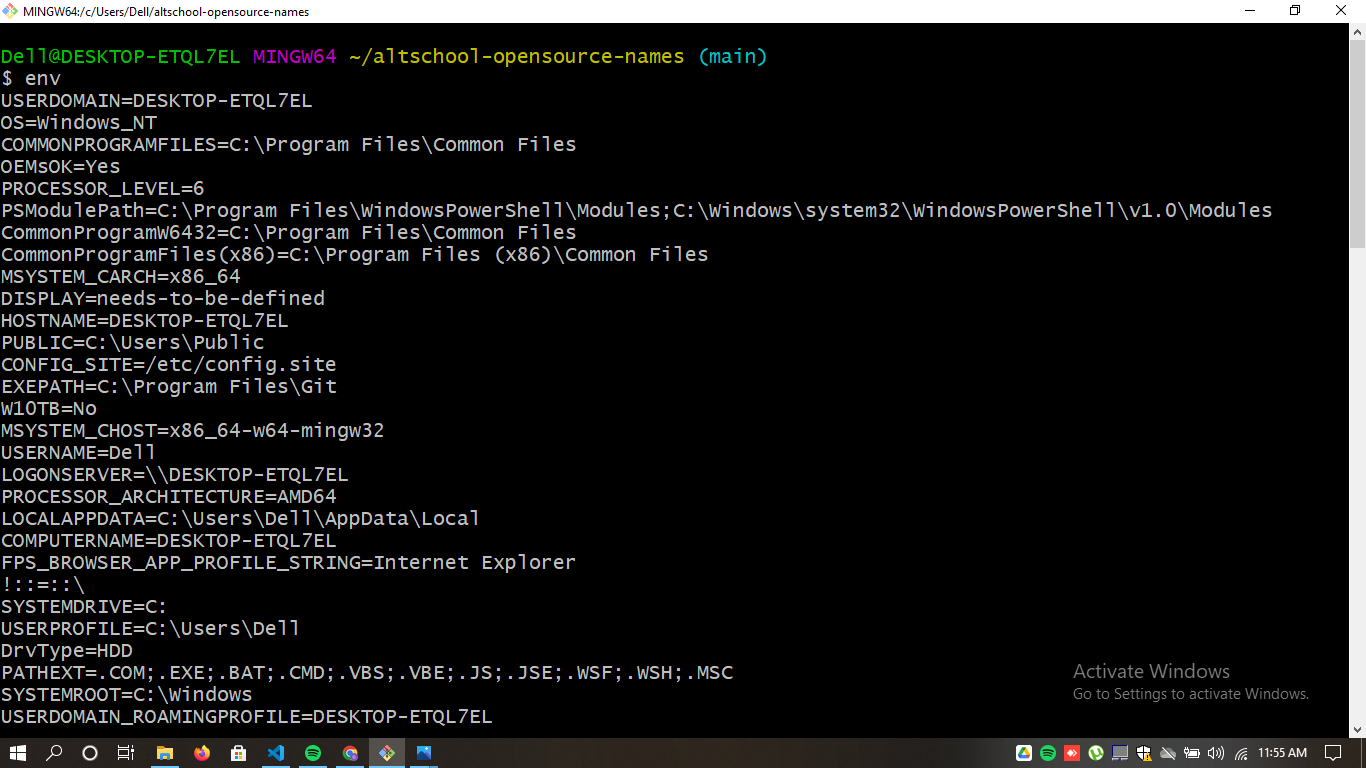 MINGW64:/c/Users/Dell/altschool-opensource-names
Dell@DESKTOP-ETQL7EL MINGW64 ~/altschool-opensource-names (main)
$ env
USERDOMAIN=DESKTOP-ETQL7EL
OS=Windows_NT
COMMONPROGRAMFILES=C:\Program Files\Common Files
OEMsOK=Yes
PROCESSOR_LEVEL=6
PSModulePath=C:\Program Files\WindowsPowerShell\Modules;C:\Windows\system32\WindowsPowerShell\v1.0\Modules
CommonProgramW6432=C:\Program Files\Common Files
CommonProgramFiles(x86)=C:\Program Files (x86)\Common Files
MSYSTEM_CARCH=x86_64
DISPLAY=needs-to-be-defined
HOSTNAME=DESKTOP-ETQL7EL
PUBLIC=C:\Users\Public
CONFIG_SITE=/etc/config.site
EXEPATH=C:\Program Files\Git
W10TB=No
MSYSTEM_CHOST=x86_64-w64-mingw32
USERNAME=Dell
LOGONSERVER=\\DESKTOP-ETQL7EL
PROCESSOR_ARCHITECTURE=AMD64
LOCALAPPDATA=C:\Users\Dell\AppData\Local
COMPUTERNAME=DESKTOP-ETQL7EL
FPS_BROWSER_APP_PROFILE_STRING=Internet Explorer
!::=::\
SYSTEMDRIVE=C:
USERPROFILE=C:\Users\Dell
DrvType=HDD
PATHEXT=.COM;.EXE;.BAT;.CMD;.VBS;.VBE;.JS;.JSE;.WSF;.WSH;.MSC
SYSTEMROOT=C:\Windows
USERDOMAIN_ROAMINGPROFILE=DESKTOP-ETQL7EL
Activate Windows
Go to Settings to activate Windows.
11:55 AM